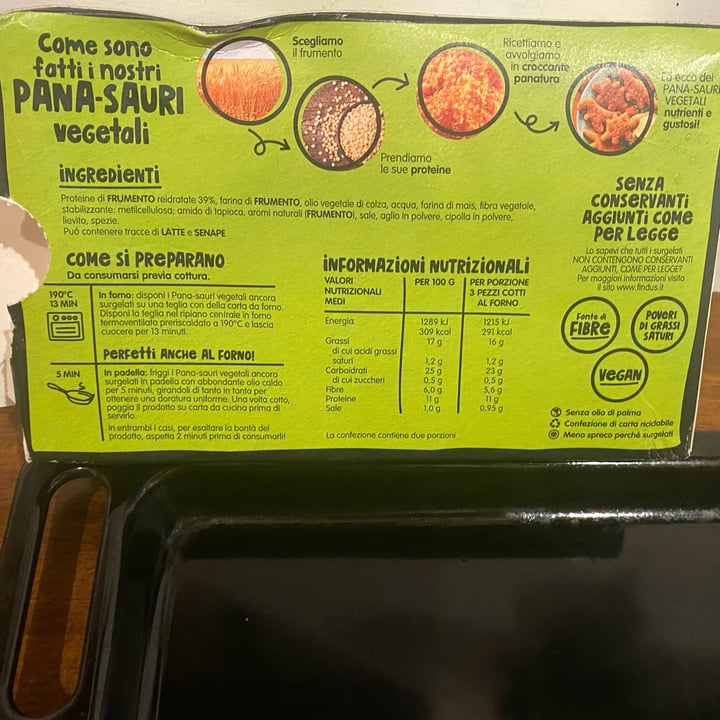 Come sono
fatti i nostri
PANA-SAURI
vegetali
Scegliamo
il frumento
Prendiamo
le sue proteine
Ricettiamo e
avvolgiamo
in croccante
panatura
Ed ecco dei
PANA-SAURI
VEGETALI
nutrienti e
gustosi!
INGREDIENTI
Proteine di FRUMENTO reidratate 39%, farina di FRUMENTO, olio vegetale di colza, acqua, farina di mais, fibra vegetale,
stabilizzante: metilcellulosa, amido di tapioca, aromi naturali (FRUMENTO), sale, aglio in polvere, cipolla in polvere,
lievito, spezie.
Può contenere tracce di LATTE e SENAPE
COME SI PREPARANO
Da consumarsi previa cottura.
190°C
13 MIN
In forno: disponi i Pana-sauri vegetali ancora
surgelati su una teglia con della carta da forno.
Disponi la teglia nel ripiano centrale in forno
termoventilato preriscaldato a 190°C e lascia
cuocere per 13 minuti.
PERFETTI ANCHE AL FORNO!
5 MIN
In padella: friggi i Pana-sauri vegetali ancora
surgelati in padella con abbondante olio caldo
per 5 minuti, girandoli di tanto in tanto per
ottenere una doratura uniforme. Una volta cotto,
poggia il prodotto su carta da cucina prima di
servirlo.
In entrambi i casi, per esaltare la bontà del
prodotto, aspetta 2 minuti prima di consumarli!
INFORMAZIONI NUTRIZIONALI
VALORI NUTRIZIONALI MEDI PER 100 G PER PORZIONE 3 PEZZI COTTI AL FORNO
Energia 1289 kJ 1215 kJ
309 kcal 291 kcal
Grassi 17 g 16 g
di cui acidi grassi
saturi 1,2 g 1,2 g
Carboidrati 25 g 23 g
di cui zuccheri 0,5 g 0,5 g
Fibre 6,0 g 5,6 g
Proteine 11 g 11 g
Sale 1,0 g 0,95 g
La confezione contiene due porzioni
SENZA
CONSERVANTI
AGGIUNTI COME
PER LEGGE
Lo sapevi che tutti i surgelati
NON CONTENGONO CONSERVANTI
AGGIUNTI, COME PER LEGGE?
Per maggiori informazioni visita
il sito www.findus.it
Fonte di
FIBRE
POVERI
DI GRASSI
SATURI
VEGAN
Senza olio di palma
Confezione di carta riciclabile
Meno spreco perché surgelati